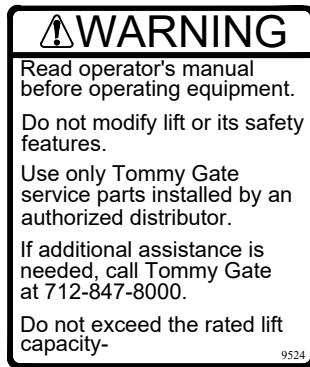 WARNING
Read operator's manual
before operating equipment.
Do not modify lift or its safety
features.
Use only Tommy Gate
service parts installed by an
authorized distributor.
If additional assistance is
needed, call Tommy Gate
at 712-847-8000.
Do not exceed the rated lift
capacity-
9524